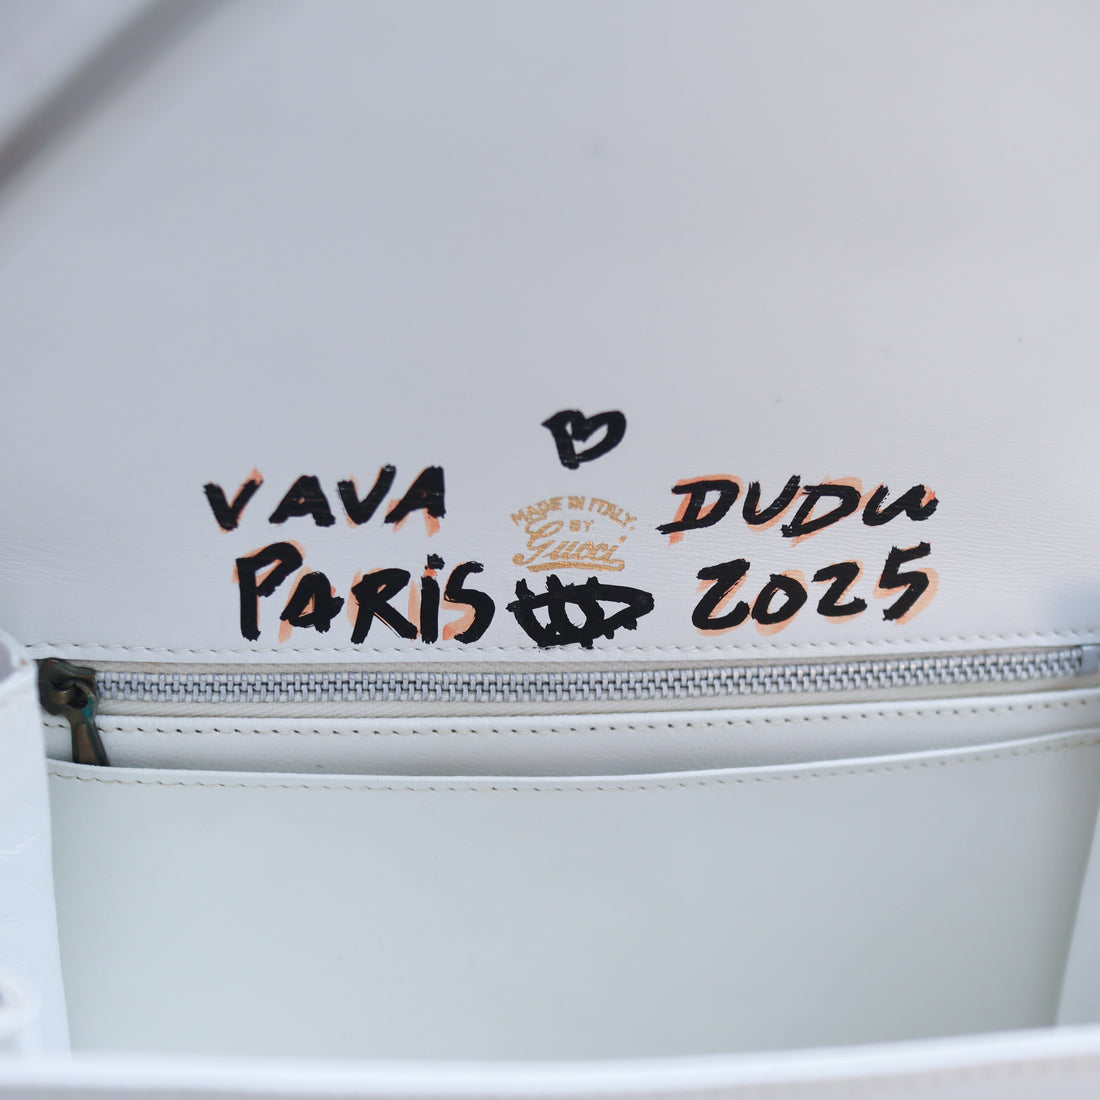 VAVA DUDU
MADE IN ITALY
BY
Gucci
PARIS 2025